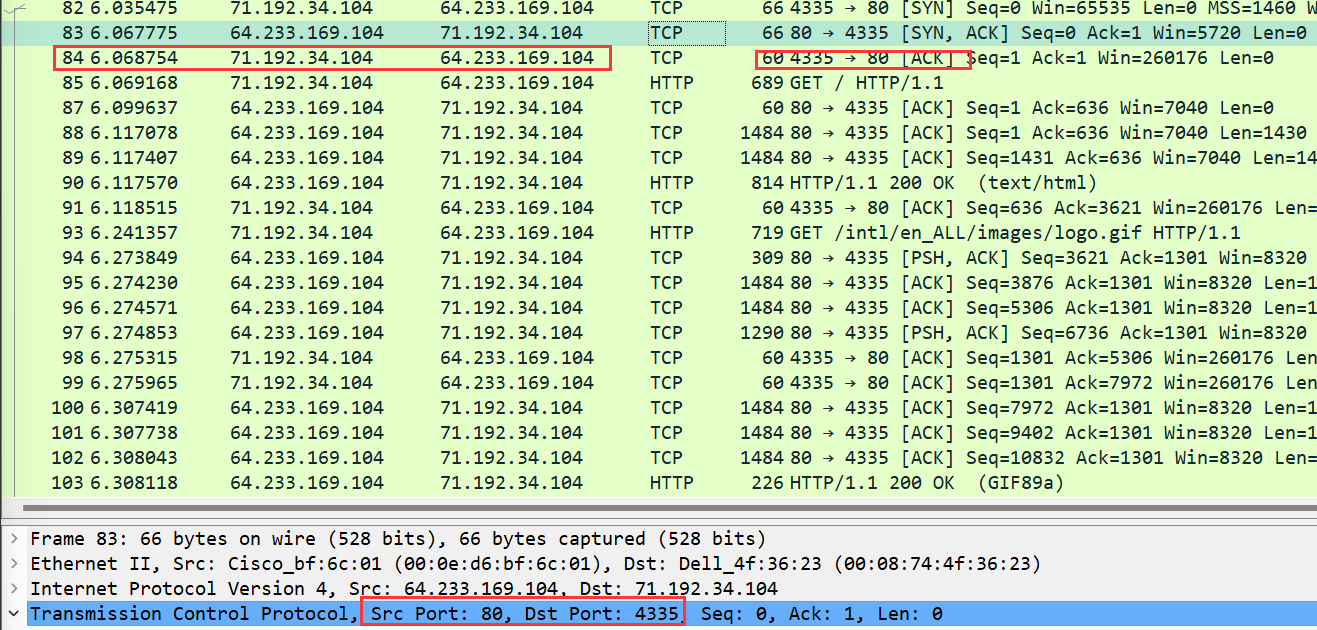 82 6.035475 71.192.34.104 64.233.169.104 TCP 66 4335 → 80 [SYN] Seq=0 Win=65535 Len=0 MSS=1460
83 6.067775 64.233.169.104 71.192.34.104 TCP 66 80 → 4335 [SYN, ACK] Seq=0 Ack=1 Win=5720 Len=0
84 6.068754 71.192.34.104 64.233.169.104 TCP 60 4335 → 80 [ACK] Seq=1 Ack=1 Win=260176 Len=0
85 6.069168 71.192.34.104 64.233.169.104 HTTP 689 GET / HTTP/1.1
87 6.099637 64.233.169.104 71.192.34.104 TCP 60 80 → 4335 [ACK] Seq=1 Ack=636 Win=7040 Len=0
88 6.117078 64.233.169.104 71.192.34.104 TCP 1484 80 → 4335 [ACK] Seq=1 Ack=636 Win=7040 Len=1430
89 6.117407 64.233.169.104 71.192.34.104 TCP 1484 80 → 4335 [ACK] Seq=1431 Ack=636 Win=7040 Len=14
90 6.117570 64.233.169.104 71.192.34.104 HTTP 814 HTTP/1.1 200 OK (text/html)
91 6.118515 71.192.34.104 64.233.169.104 TCP 60 4335 → 80 [ACK] Seq=636 Ack=3621 Win=260176 Len=
93 6.241357 71.192.34.104 64.233.169.104 HTTP 719 GET /intl/en_ALL/images/logo.gif HTTP/1.1
94 6.273849 64.233.169.104 71.192.34.104 TCP 309 80 → 4335 [PSH, ACK] Seq=3621 Ack=1301 Win=8320
95 6.274230 64.233.169.104 71.192.34.104 TCP 1484 80 → 4335 [ACK] Seq=3876 Ack=1301 Win=8320 Len=1
96 6.274571 64.233.169.104 71.192.34.104 TCP 1484 80 → 4335 [ACK] Seq=5306 Ack=1301 Win=8320 Len=1
97 6.274853 64.233.169.104 71.192.34.104 TCP 1290 80 → 4335 [PSH, ACK] Seq=6736 Ack=1301 Win=8320
98 6.275315 71.192.34.104 64.233.169.104 TCP 60 4335 → 80 [ACK] Seq=1301 Ack=5306 Win=260176 Len
99 6.275965 71.192.34.104 64.233.169.104 TCP 60 4335 → 80 [ACK] Seq=1301 Ack=7972 Win=260176 Len
100 6.307419 64.233.169.104 71.192.34.104 TCP 1484 80 → 4335 [ACK] Seq=7972 Ack=1301 Win=8320 Len=1
101 6.307738 64.233.169.104 71.192.34.104 TCP 1484 80 → 4335 [ACK] Seq=9402 Ack=1301 Win=8320 Len=1
102 6.308043 64.233.169.104 71.192.34.104 TCP 1484 80 → 4335 [ACK] Seq=10832 Ack=1301 Win=8320 Len=
103 6.308118 64.233.169.104 71.192.34.104 HTTP 226 HTTP/1.1 200 OK (GIF89a)
Frame 83: 66 bytes on wire (528 bits), 66 bytes captured (528 bits)
Ethernet II, Src: Cisco_bf:6c:01 (00:0e:d6:bf:6c:01), Dst: Dell_4f:36:23 (00:08:74:4f:36:23)
Internet Protocol Version 4, Src: 64.233.169.104, Dst: 71.192.34.104
Transmission Control Protocol, Src Port: 80, Dst Port: 4335, Seq: 0, Ack: 1, Len: 0